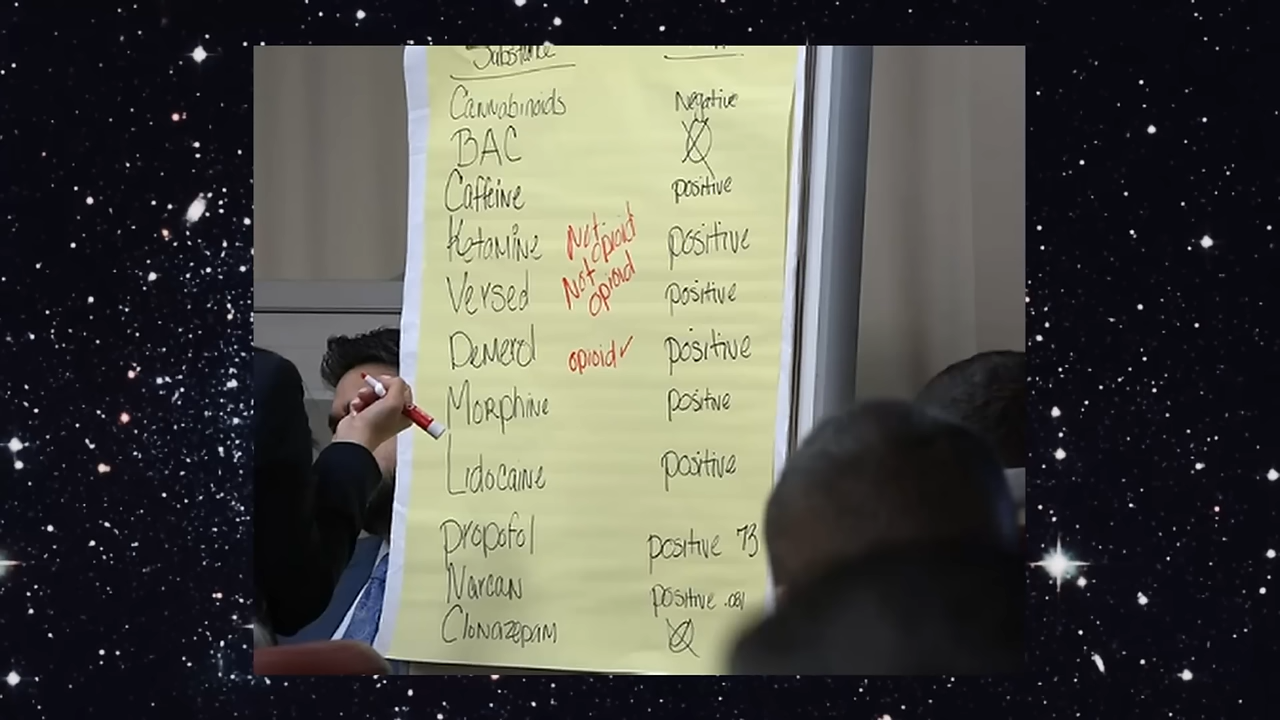 Substance
Cannabinoids Negative
BAC
Caffeine positive
Ketamine Not opioid positive
Versed Not opioid positive
Demerol opioid✓ positive
Morphine positive
Lidocaine positive
propofol positive 73
Narcan positive .081
Clonazepam